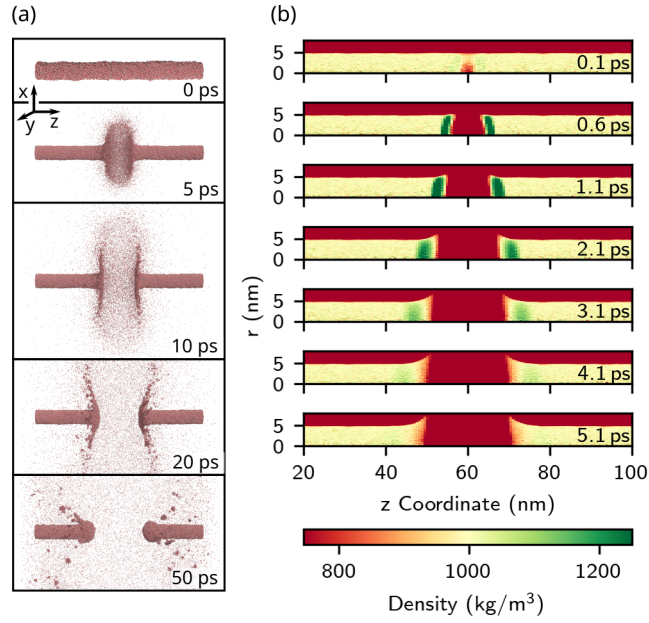 (a)
0 ps
x
y
z
5 ps
10 ps
20 ps
50 ps
(b)
5
0
0.1 ps
5
0
0.6 ps
5
0
1.1 ps
5
0
2.1 ps
5
0
3.1 ps
5
0
4.1 ps
5
0
5.1 ps
r (nm)
20 40 60 80 100
z Coordinate (nm)
800 1000 1200
Density (kg/m³)